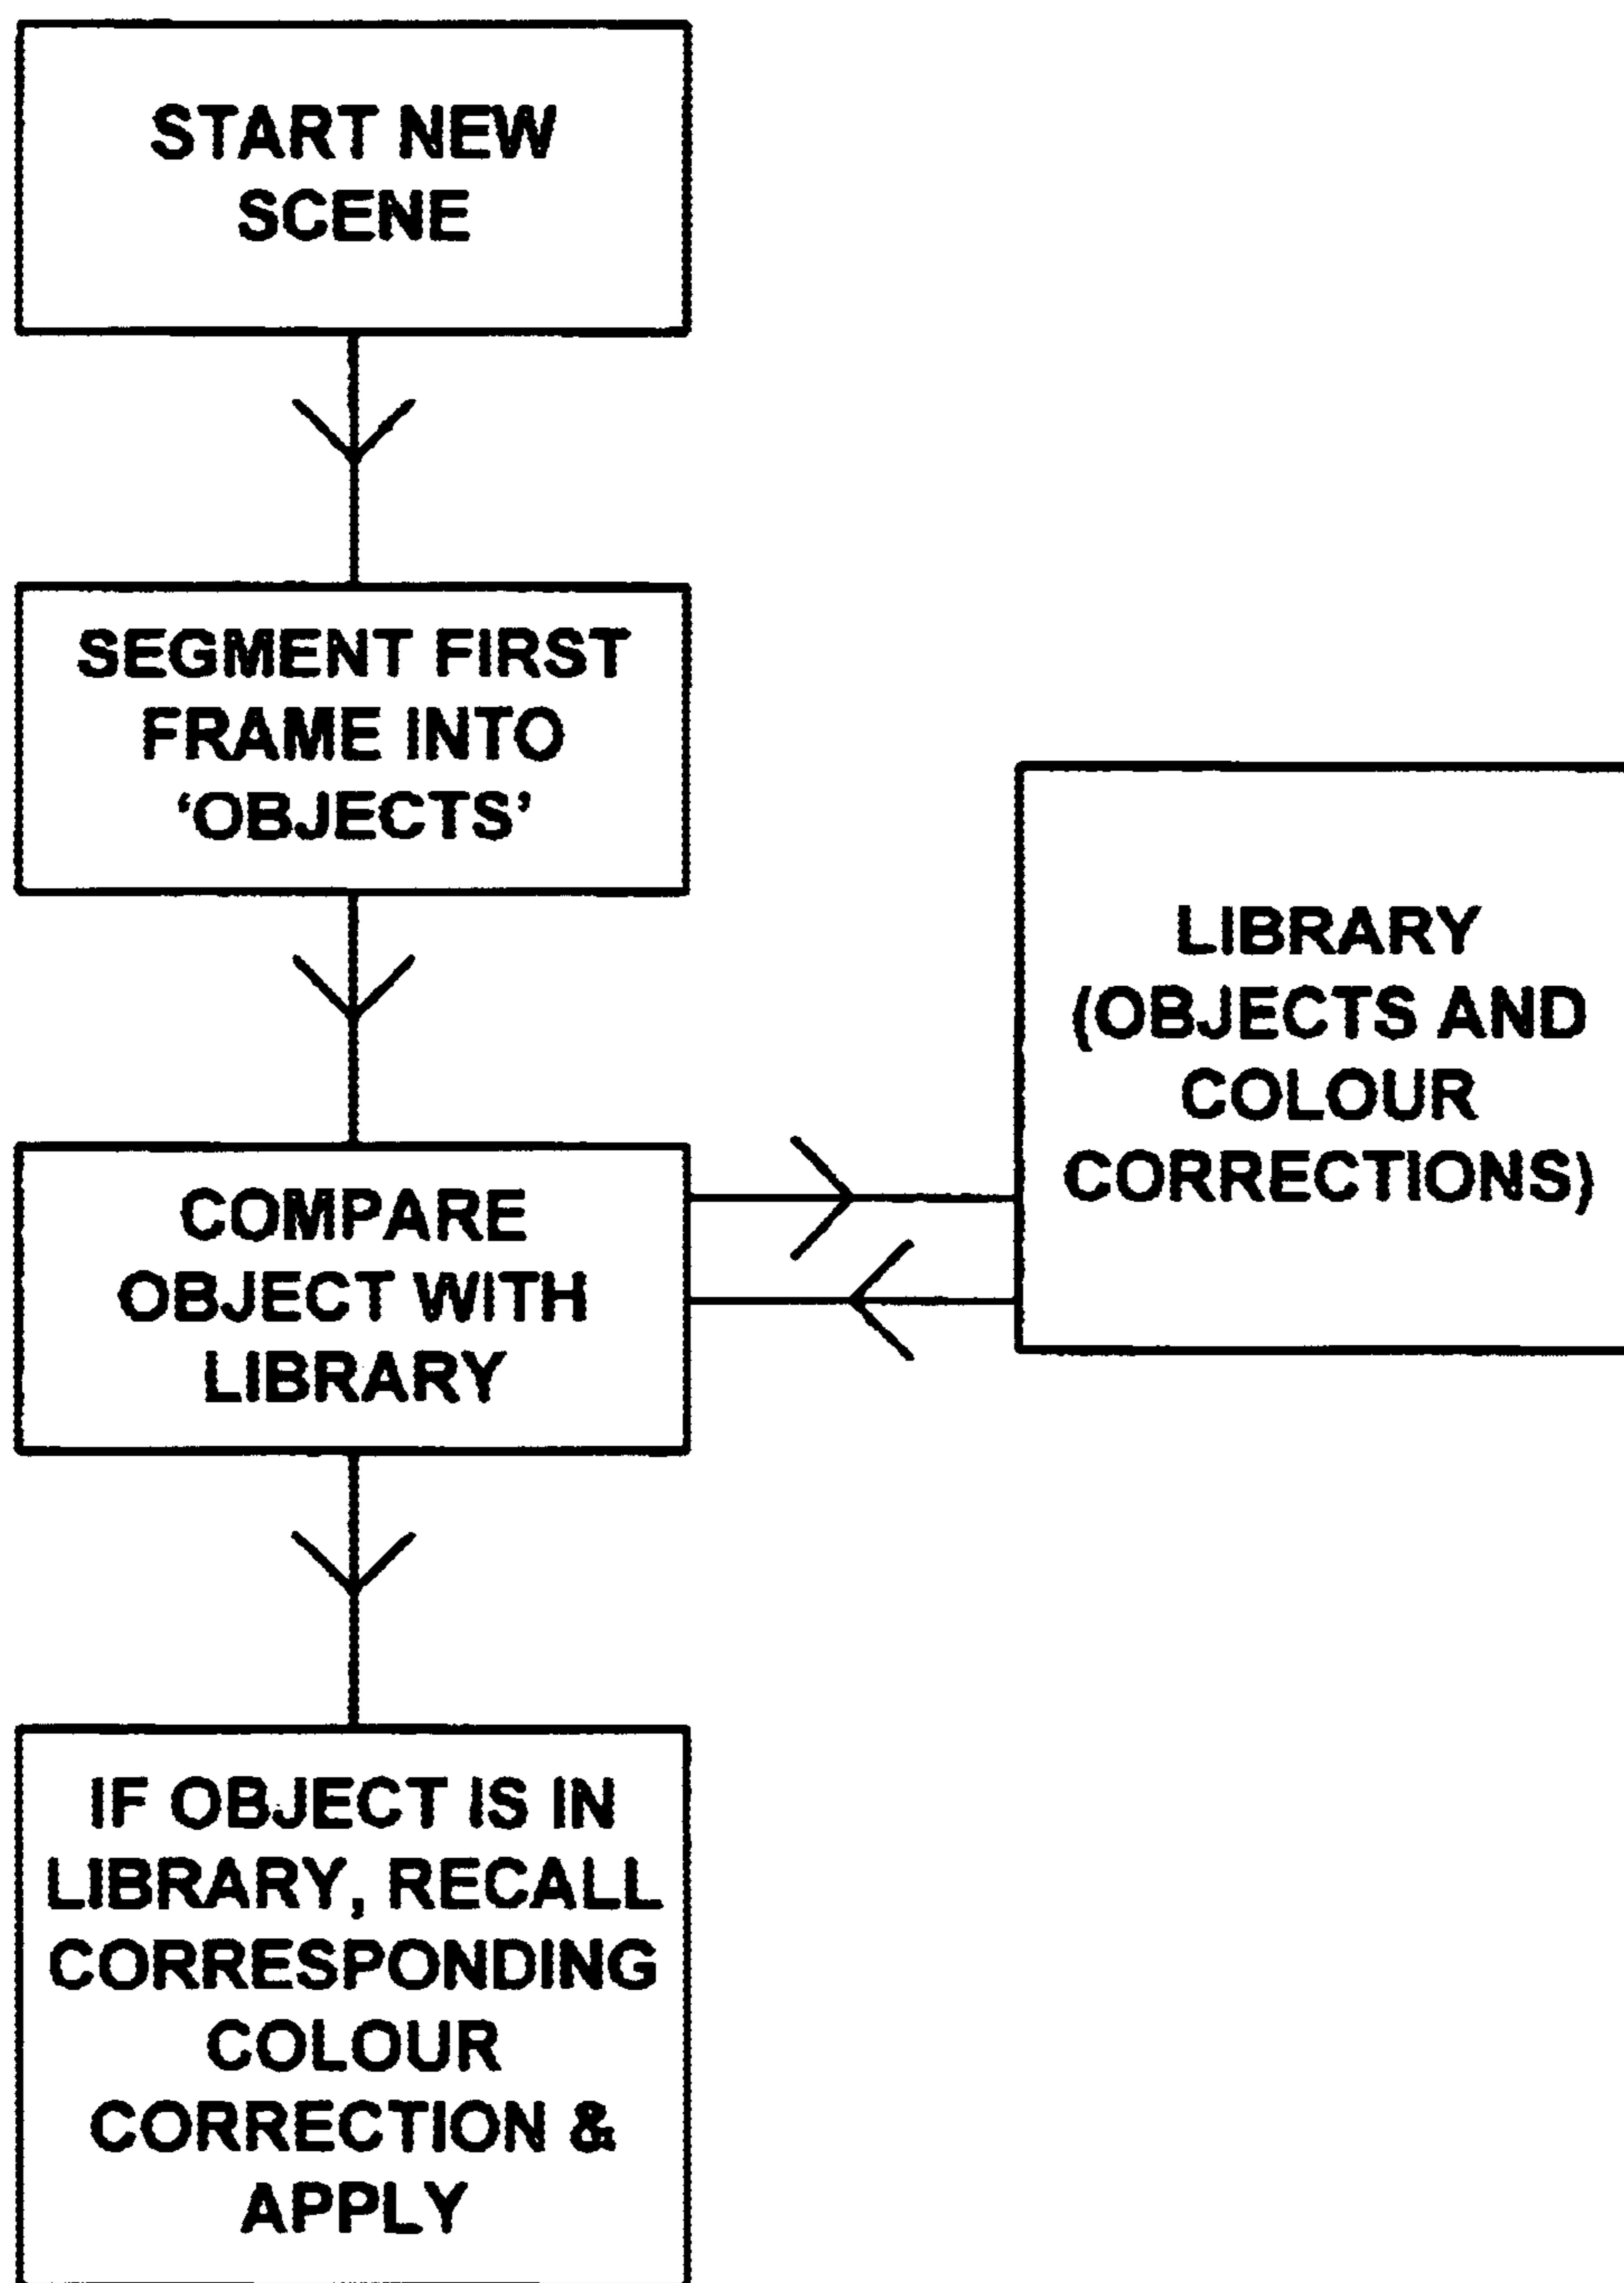 START NEW
SCENE
SEGMENT FIRST
FRAME INTO
‘OBJECTS’
LIBRARY
(OBJECTS AND
COLOUR
CORRECTIONS)
COMPARE
OBJECT WITH
LIBRARY
IF OBJECT IS IN
LIBRARY, RECALL
CORRESPONDING
COLOUR
CORRECTION &
APPLY